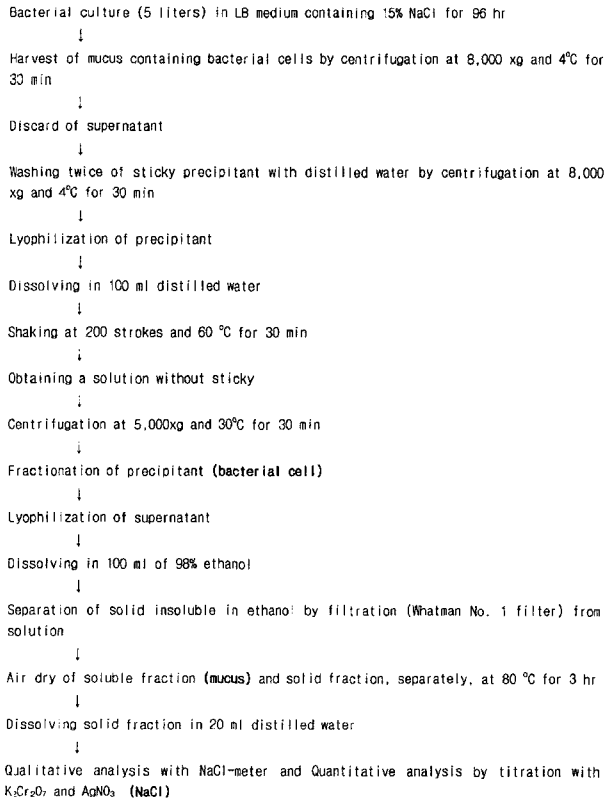 Bacterial culture (5 liters) in LB medium containing 15% NaCl for 96 hr
↓
Harvest of mucus containing bacterial cells by centrifugation at 8,000 xg and 4°C for
30 min
↓
Discard of supernatant
↓
Washing twice of sticky precipitant with distilled water by centrifugation at 8,000
xg and 4°C for 30 min
↓
Lyophilization of precipitant
↓
Dissolving in 100 ml distilled water
↓
Shaking at 200 strokes and 60 °C for 30 min
↓
Obtaining a solution without sticky
↓
Centrifugation at 5,000xg and 30°C for 30 min
↓
Fractionation of precipitant (bacterial cell)
↓
Lyophilization of supernatant
↓
Dissolving in 100 ml of 98% ethanol
↓
Separation of solid insoluble in ethanol by filtration (Whatman No. 1 filter) from
solution
↓
Air dry of soluble fraction (mucus) and solid fraction, separately, at 80 °C for 3 hr
↓
Dissolving solid fraction in 20 ml distilled water
↓
Qualitative analysis with NaCl-meter and Quantitative analysis by titration with
K₂Cr₂O₇ and AgNO₃ (NaCl)